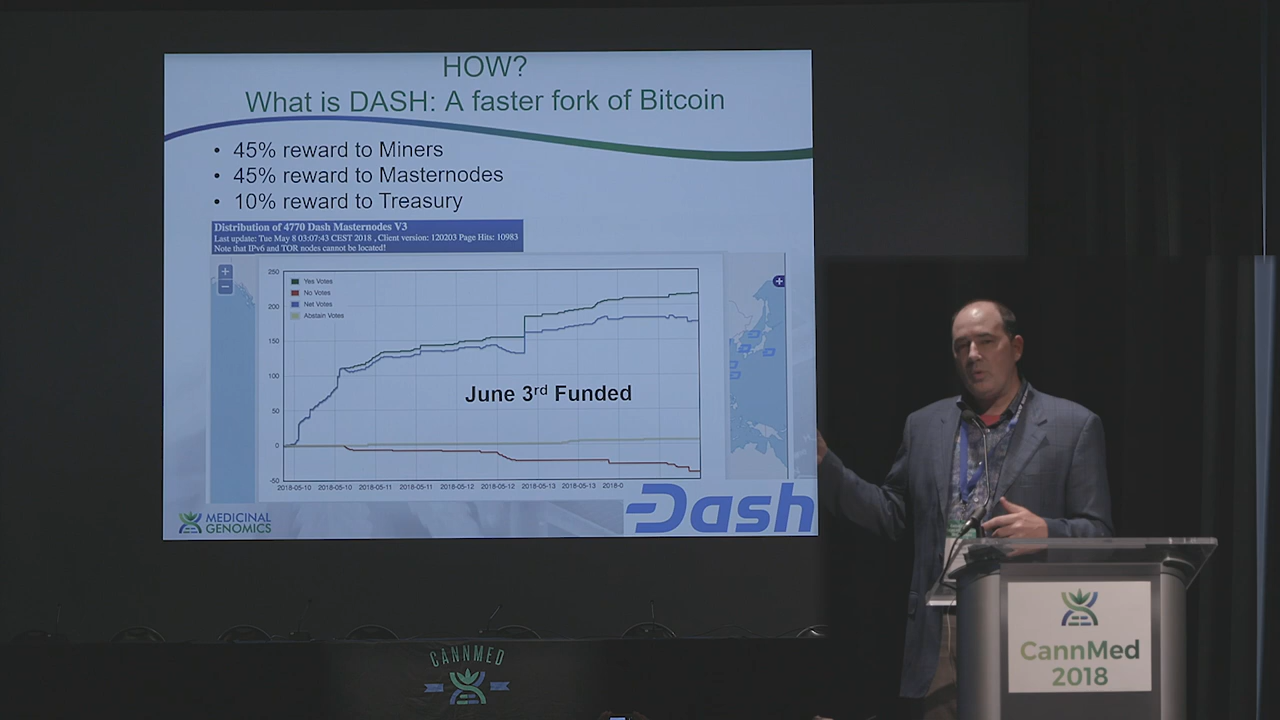 HOW?
What is DASH: A faster fork of Bitcoin
• 45% reward to Miners
• 45% reward to Masternodes
• 10% reward to Treasury
Distribution of 4770 Dash Masternodes V3
Last update: Tue May 8 03:07:43 CEST 2018 , Client version: 120203 Page Hits: 10983
Note that IPv6 and TOR nodes cannot be located!
+
−
+
Yes Votes
No Votes
Net Votes
Abstain Votes
250
200
150
100
50
0
-50
June 3rd Funded
2018-05-10 2018-05-10 2018-05-11 2018-05-11 2018-05-12 2018-05-12 2018-05-13 2018-05-13 2018-0
MEDICINAL
GENOMICS
Dash
CannMed
2018
CANNMED